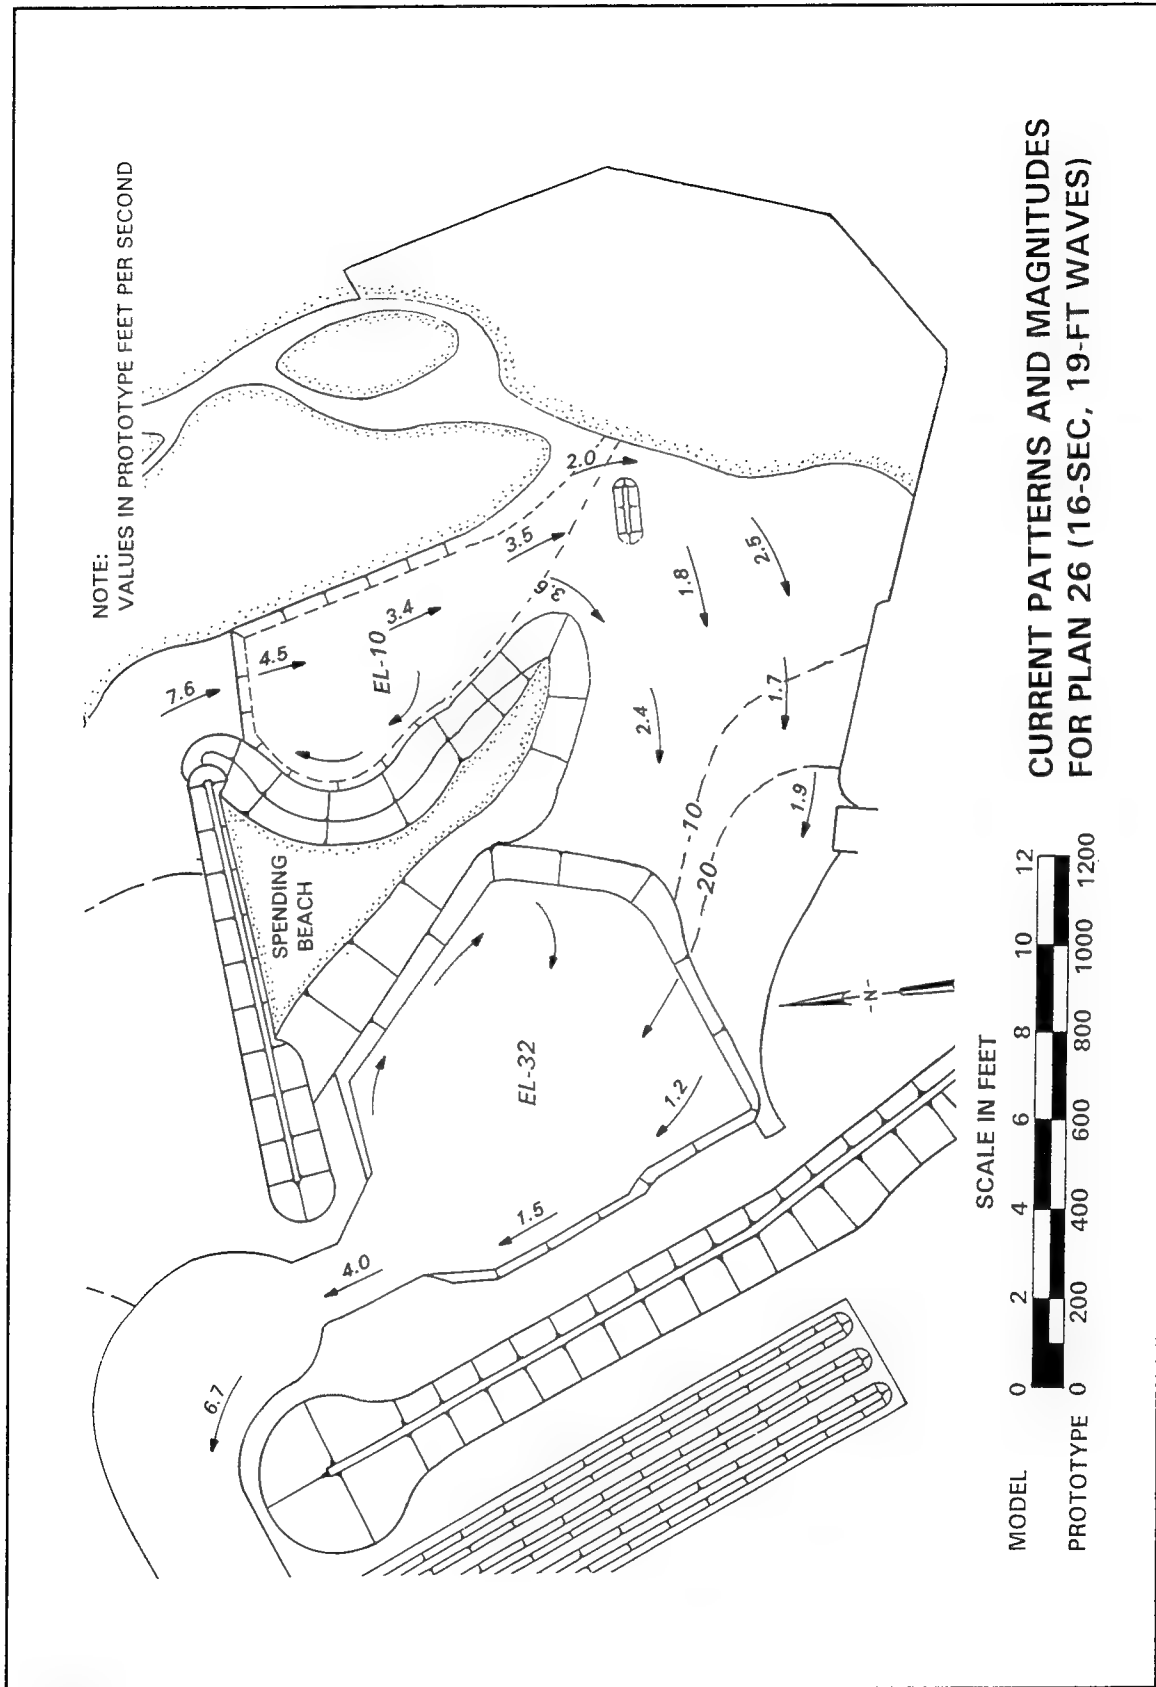 NOTE:
VALUES IN PROTOTYPE FEET PER SECOND
7.6
4.5
3.4
EL-10
3.5
2.0
3.6
1.8
2.5
2.4
1.7
1.9
-10-
-20-
SPENDING
BEACH
EL-32
1.2
1.5
4.0
6.7
-N-
SCALE IN FEET
MODEL 0 2 4 6 8 10 12
PROTOTYPE 0 200 400 600 800 1000 1200
CURRENT PATTERNS AND MAGNITUDES
FOR PLAN 26 (16-SEC, 19-FT WAVES)